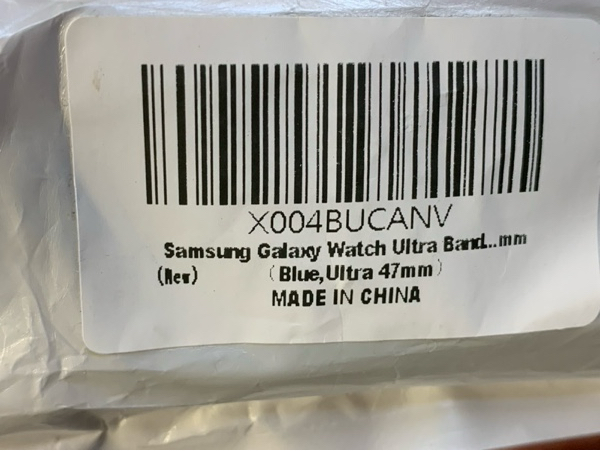 X004BUCANV
Samsung Galaxy Watch Ultra Band...mm
(New) (Blue,Ultra 47mm)
MADE IN CHINA